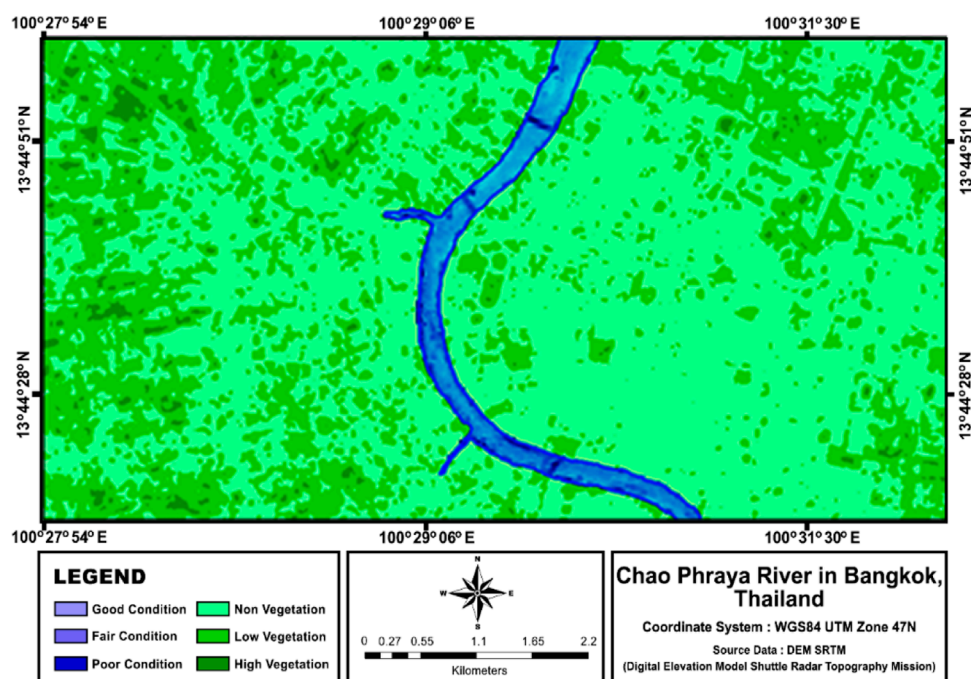 100°27'54" E
100°29'06" E
100°31'30" E
13°44'51"N
13°44'51"N
13°44'28"N
13°44'28"N
100°27'54" E
100°29'06" E
100°31'30" E
LEGEND
Good Condition
Non Vegetation
Fair Condition
Low Vegetation
Poor Condition
High Vegetation
N
W
E
S
0 0.27 0.55 1.1 1.65 2.2
Kilometers
Chao Phraya River in Bangkok,
Thailand
Coordinate System : WGS84 UTM Zone 47N
Source Data : DEM SRTM
(Digital Elevation Model Shuttle Radar Topography Mission)